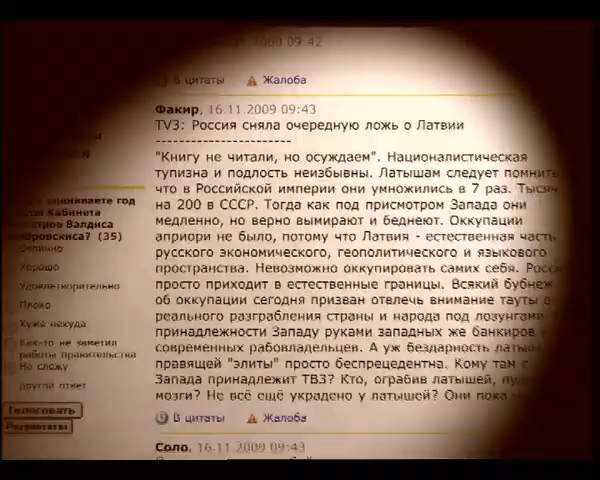 2009 09:42
В цитаты Жалоба
Факир, 16.11.2009 09:43
TV3: Россия сняла очередную ложь о Латвии
-----------------------
"Книгу не читали, но осуждаем". Националистическая
тупизна и подлость неизбывны. Латышам следует помнить
что в Российской империи они умножились в 7 раз.
на 200 в СССР. Тогда как под присмотром Запада они
медленно, но верно вымирают и беднеют. Оккупации
априори не было, потому что Латвия - естественная часть
русского экономического, геополитического и языкового
пространства. Невозможно оккупировать самих себя.
просто приходит в естественные границы. Всякий бубнеж
об оккупации сегодня призван отвлечь внимание тауты о
реального разграбления страны и народа под лозунгами
принадлежности Западу руками западных же банкиров
современных рабовладельцев. А уж бездарность
правящей "элиты" просто беспрецедентна. Кому там
Запада принадлежит ТВ3? Кто, ограбив латышей,
мозги? Не всё ещё украдено у латышей? Они пока
В цитаты Жалоба
Соло, 16.11.2009 09:43
оцениваете год
Кабинета
Валдиса
(35)
Отлично
Хорошо
Удовлетворительно
Плохо
Хуже некуда
Как-то не заметил
работы правительства
Не слежу
другой ответ
Голосовать
Результаты